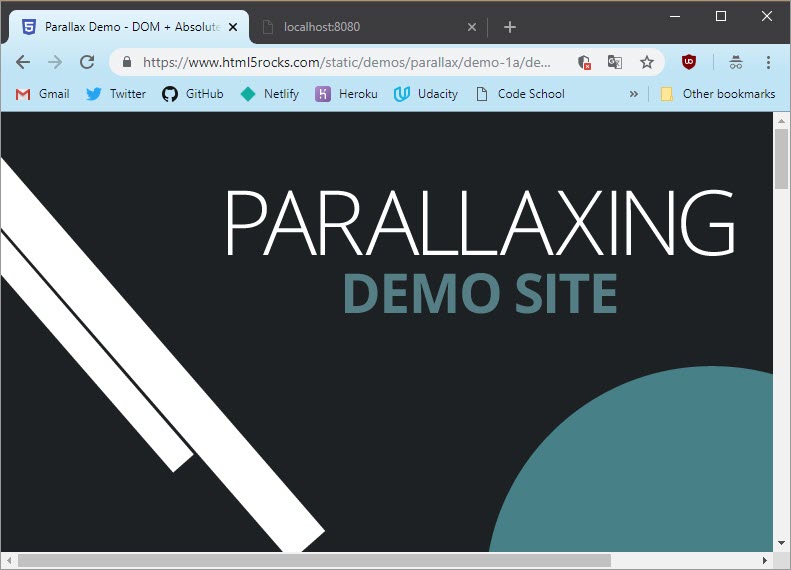 Parallax Demo - DOM + Absolute
localhost:8080
https://www.html5rocks.com/static/demos/parallax/demo-1a/de...
Gmail Twitter GitHub Netlify Heroku Udacity Code School » Other bookmarks
PARALLAXING
DEMO SITE